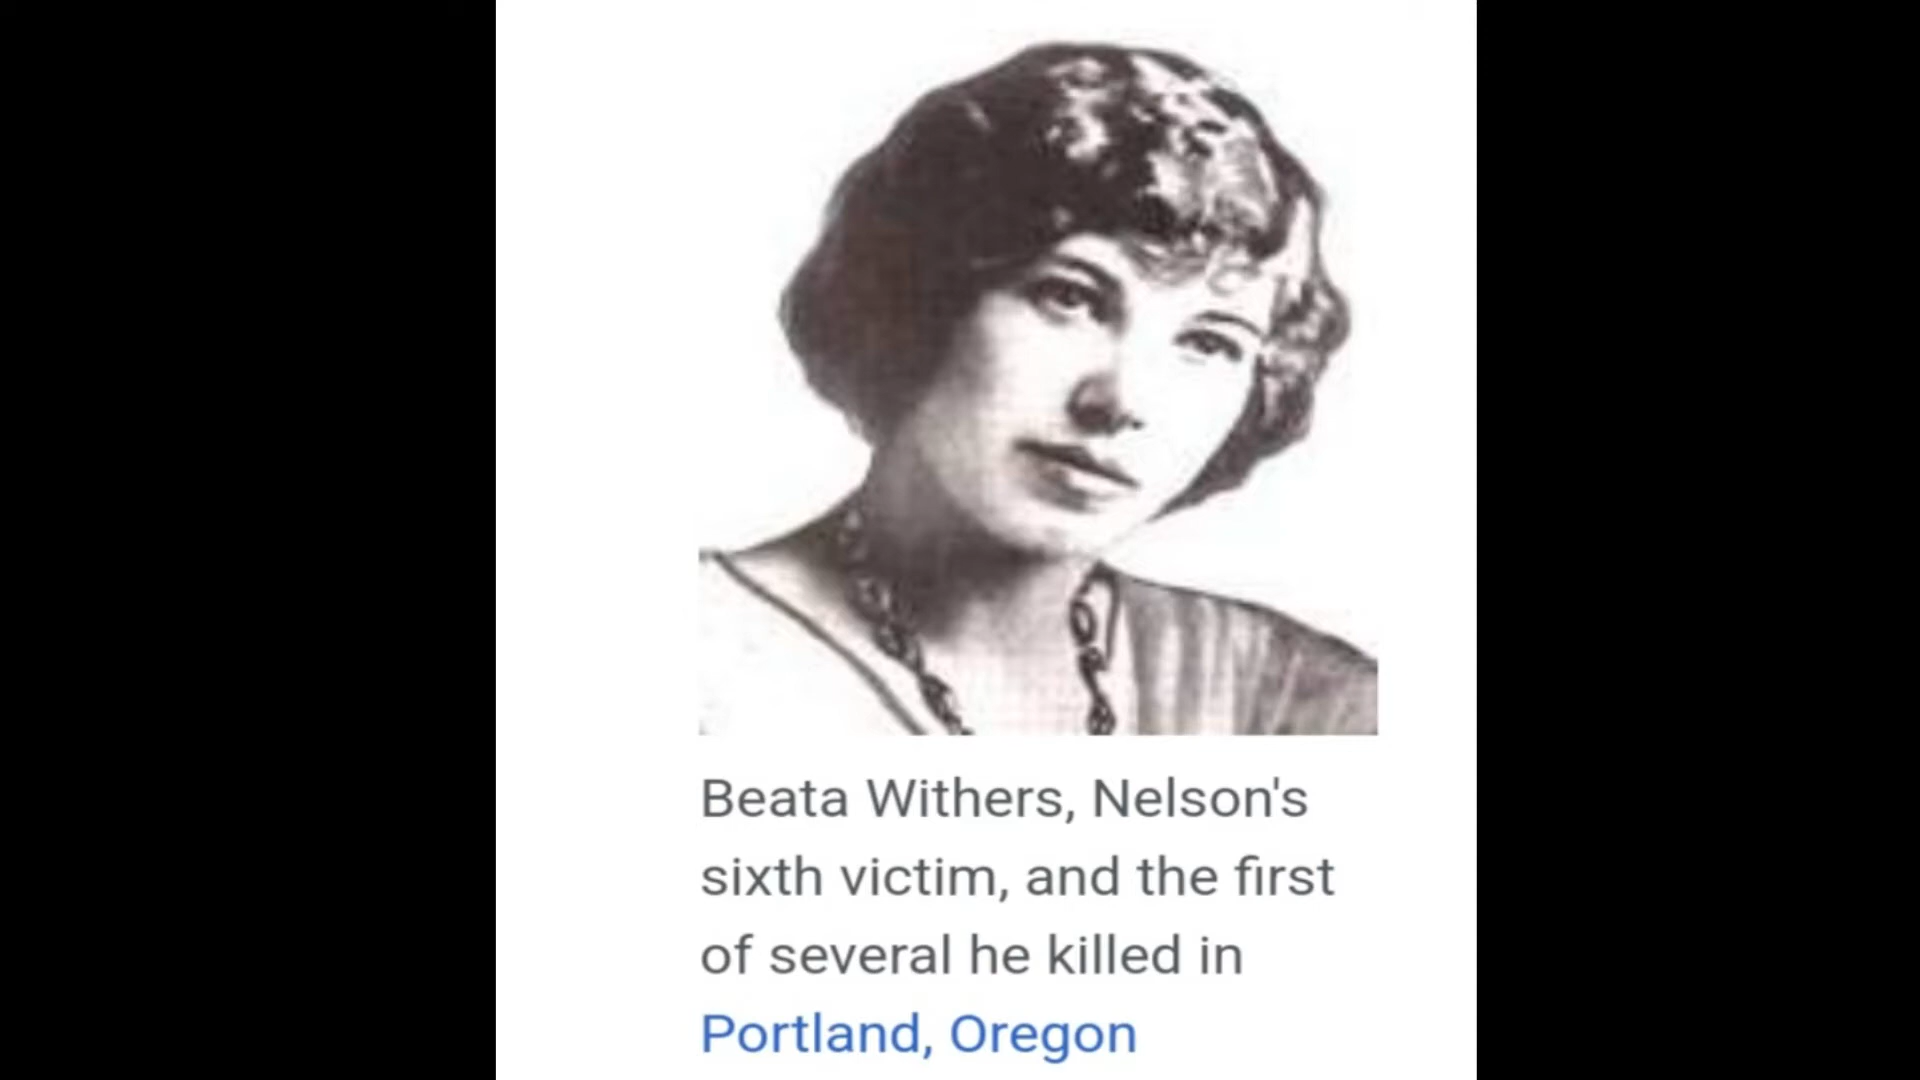 Beata Withers, Nelson's
sixth victim, and the first
of several he killed in
Portland, Oregon